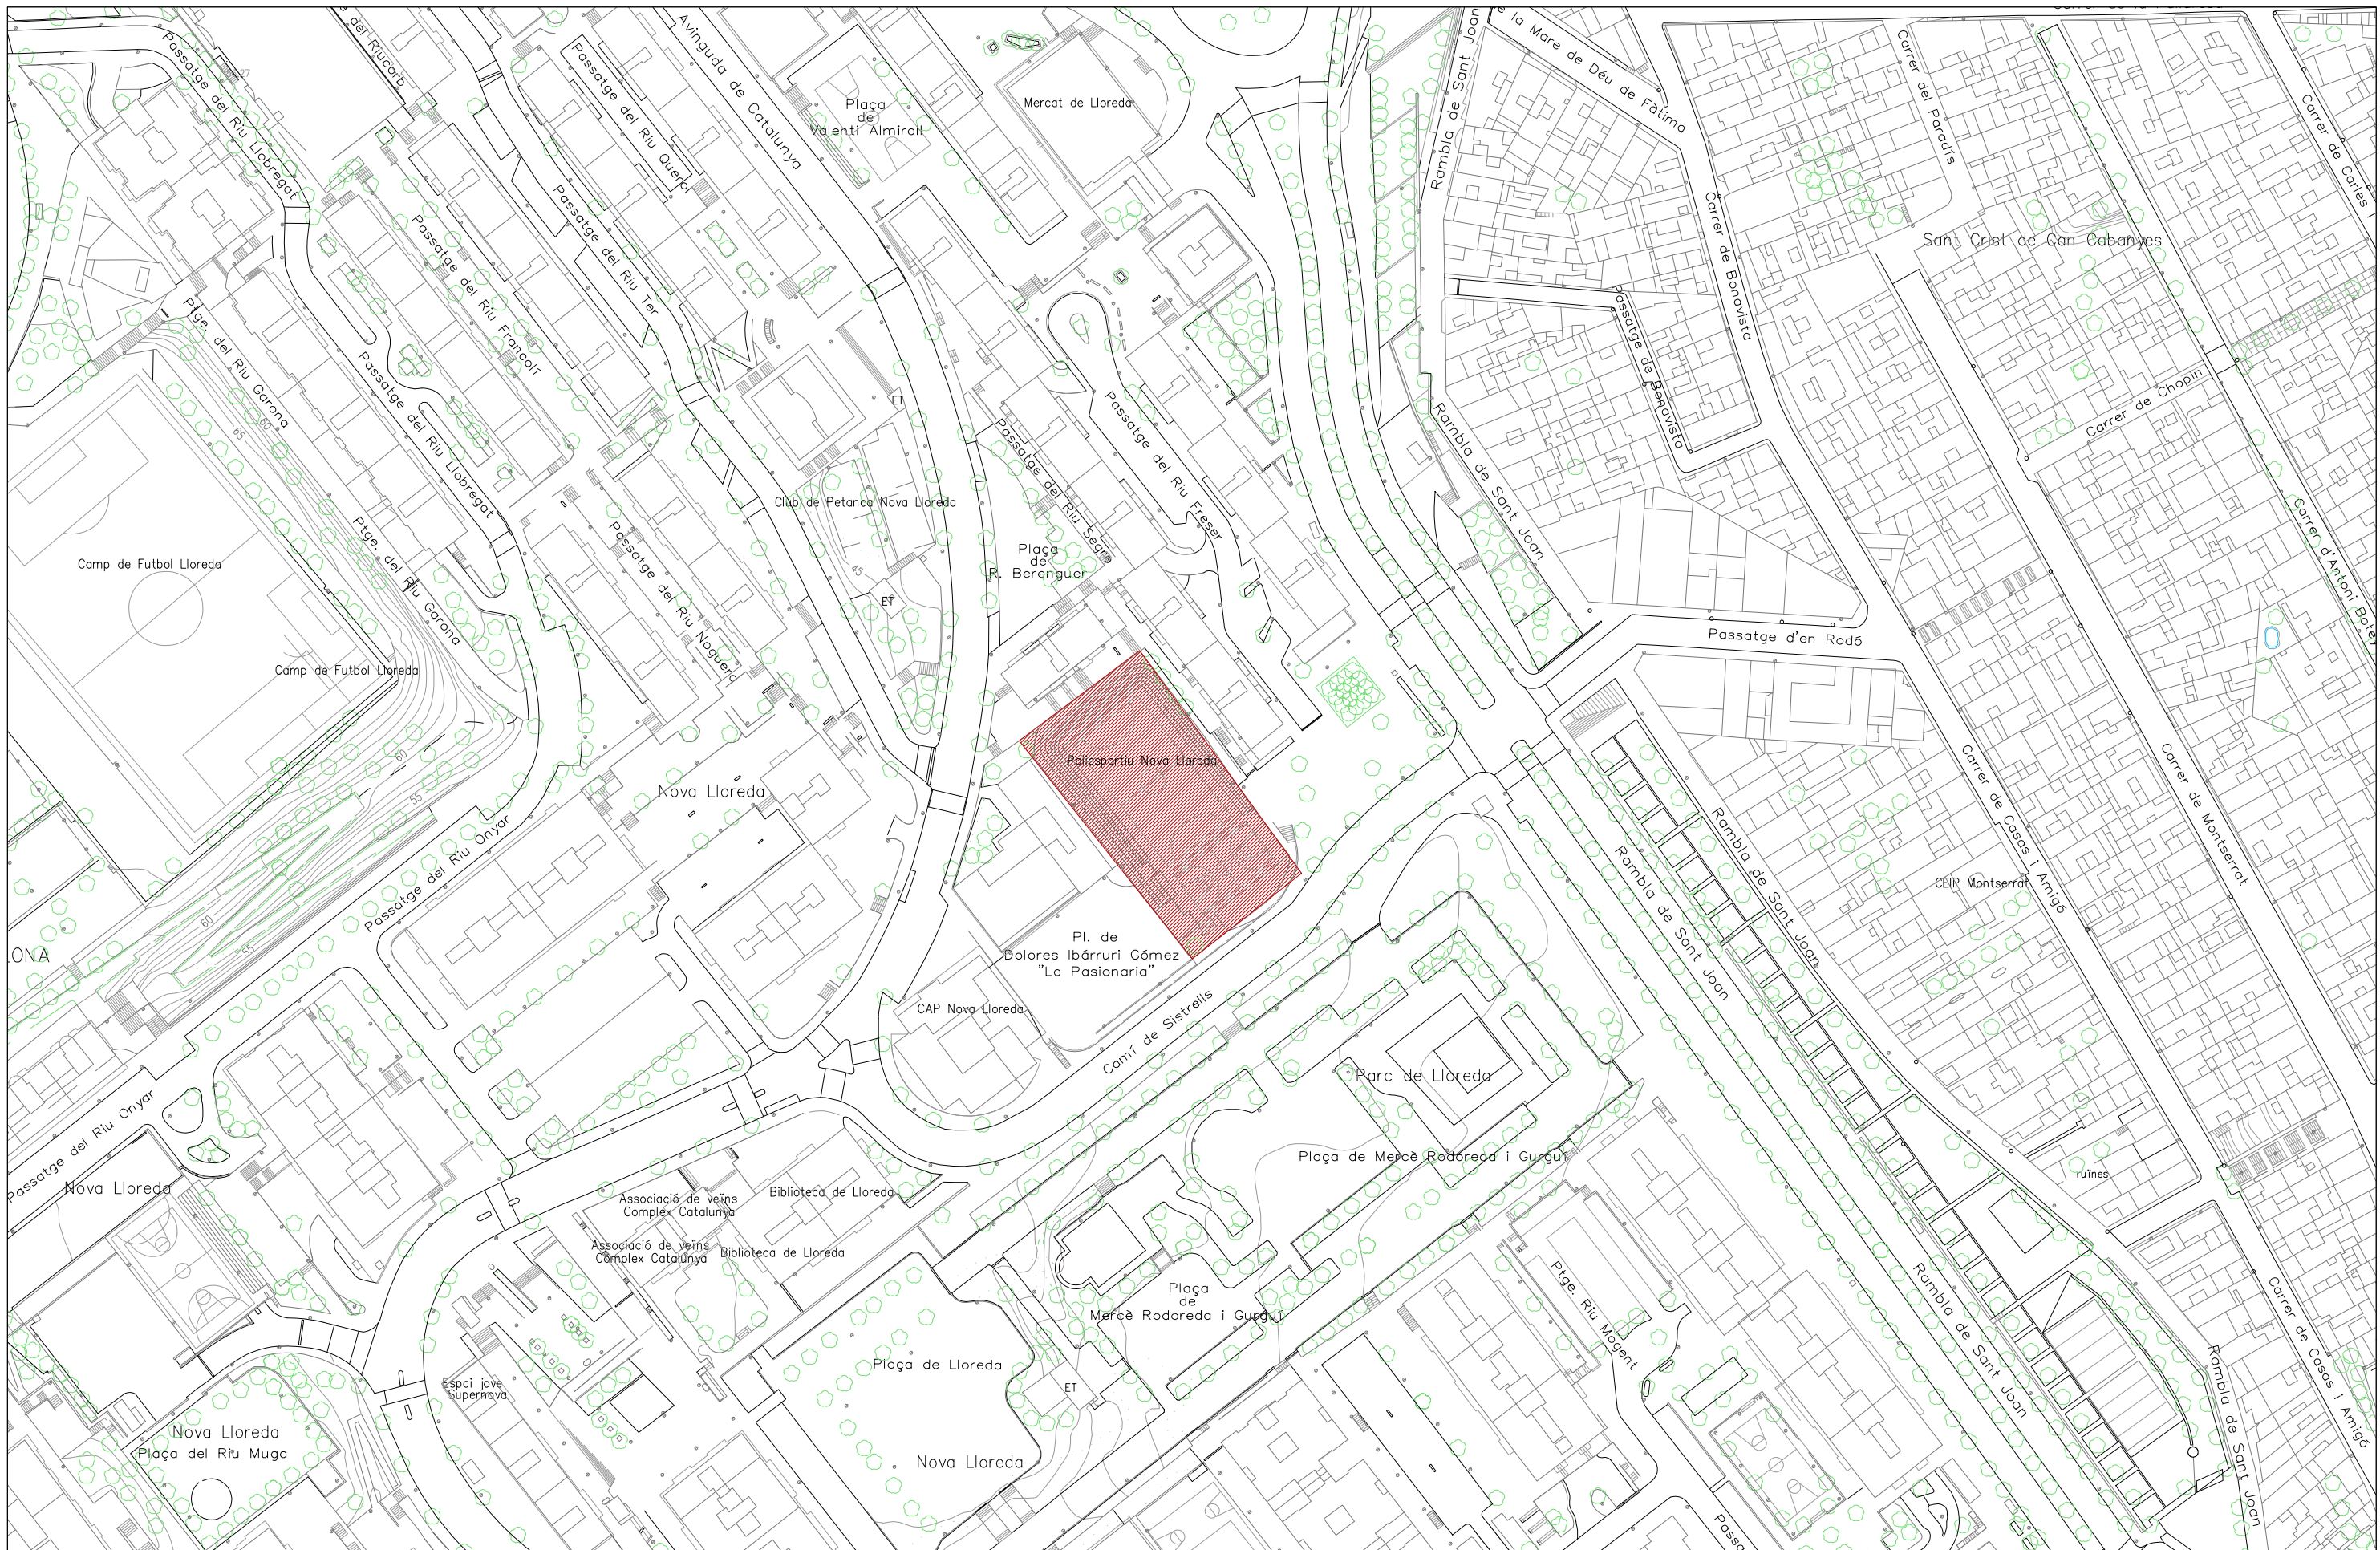 Passatge del Riu Llobregat
del Riucorb
Passatge del Riu Querol
Avinguda de Catalunya
Plaça
de
Valentí Almirall
Mercat de Lloreda
Rambla de Sant Joan
de la Mare de Déu de Fàtima
Carrer del Paradís
Carrer de Carles
Carrer de Bonavista
Sant Crist de Can Cabanyes
Passatge del Riu Ter
Passatge del Riu Francolí
Ptge. del Riu Garona
Passatge del Riu Llobregat
65
60
Passatge de Bonavista
Carrer de Chopin
ET
Passatge del Riu Segre
Passatge del Riu Freser
Rambla de Sant Joan
Club de Petanca Nova Lloreda
Camp de Futbol Lloreda
Ptge. del Riu Garona
Passatge del Riu Noguera
45
Plaça
de
R. Berenguer
ET
Carrer d'Antoni Botey
Passatge d'en Rodó
Camp de Futbol Lloreda
60
55
Nova Lloreda
Poliesportiu Nova Lloreda
Carrer de Casas i Amigó
Carrer de Montserrat
Rambla de Sant Joan
Rambla de Sant Joan
CEIP Montserrat
Passatge del Riu Onyar
60
55
LONA
Pl. de
Dolores Ibárruri Gómez
"La Pasionaria"
CAP Nova Lloreda
Camí de Sistrells
Parc de Lloreda
Passatge del Riu Onyar
Nova Lloreda
Plaça de Mercè Rodoreda i Gurguí
ruïnes
Associació de veïns
Complex Catalunya
Biblioteca de Lloreda
Associació de veïns
Complex Catalunya
Biblioteca de Lloreda
Plaça
de
Mercè Rodoreda i Gurguí
Ptge. Riu Mogent
Rambla de Sant Joan
Carrer de Casas i Amigó
Rambla de Sant Joan
Plaça de Lloreda
ET
Espai jove
Supernova
Nova Lloreda
Plaça del Riu Muga
Nova Lloreda